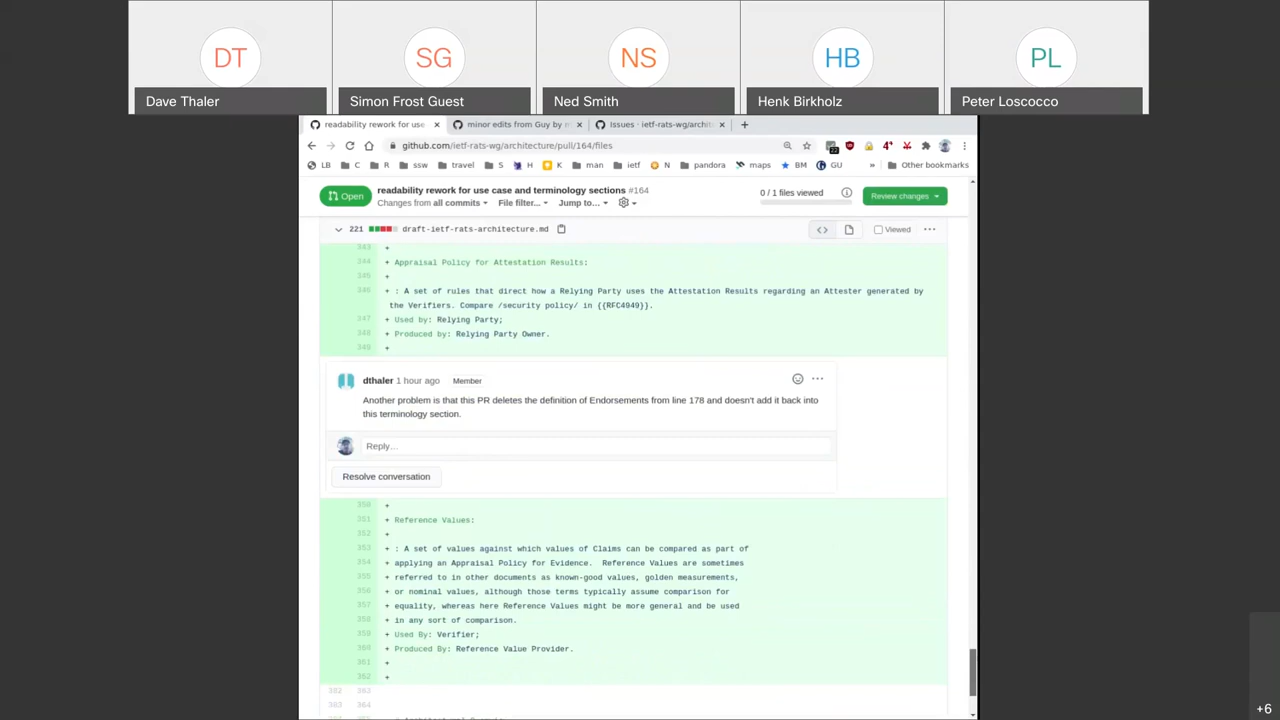 DT
SG
NS
HB
PL
Dave Thaler
Simon Frost Guest
Ned Smith
Henk Birkholz
Peter Loscocco
readability rework for use
minor edits from Guy by n
Issues · ietf-rats-wg/archite
github.com/ietf-rats-wg/architecture/pull/164/files
LB C R ssw travel S H K man ietf N pandora maps BM GU » Other bookmarks
Open
readability rework for use case and terminology sections #164
Changes from all commits File filter... Jump to...
0 / 1 files viewed
Review changes
221 draft-ietf-rats-architecture.md
Viewed
343 +
344 + Appraisal Policy for Attestation Results:
345 +
346 + : A set of rules that direct how a Relying Party uses the Attestation Results regarding an Attester generated by
the Verifiers. Compare /security policy/ in {{RFC4949}}.
347 + Used by: Relying Party;
348 + Produced by: Relying Party Owner.
349 +
dthaler 1 hour ago Member
Another problem is that this PR deletes the definition of Endorsements from line 178 and doesn't add it back into
this terminology section.
Reply...
Resolve conversation
350 +
351 + Reference Values:
352 +
353 + : A set of values against which values of Claims can be compared as part of
354 + applying an Appraisal Policy for Evidence. Reference Values are sometimes
355 + referred to in other documents as known-good values, golden measurements,
356 + or nominal values, although those terms typically assume comparison for
357 + equality, whereas here Reference Values might be more general and be used
358 + in any sort of comparison.
359 + Used By: Verifier;
360 + Produced By: Reference Value Provider.
361 +
362 +
382 363
364
+6